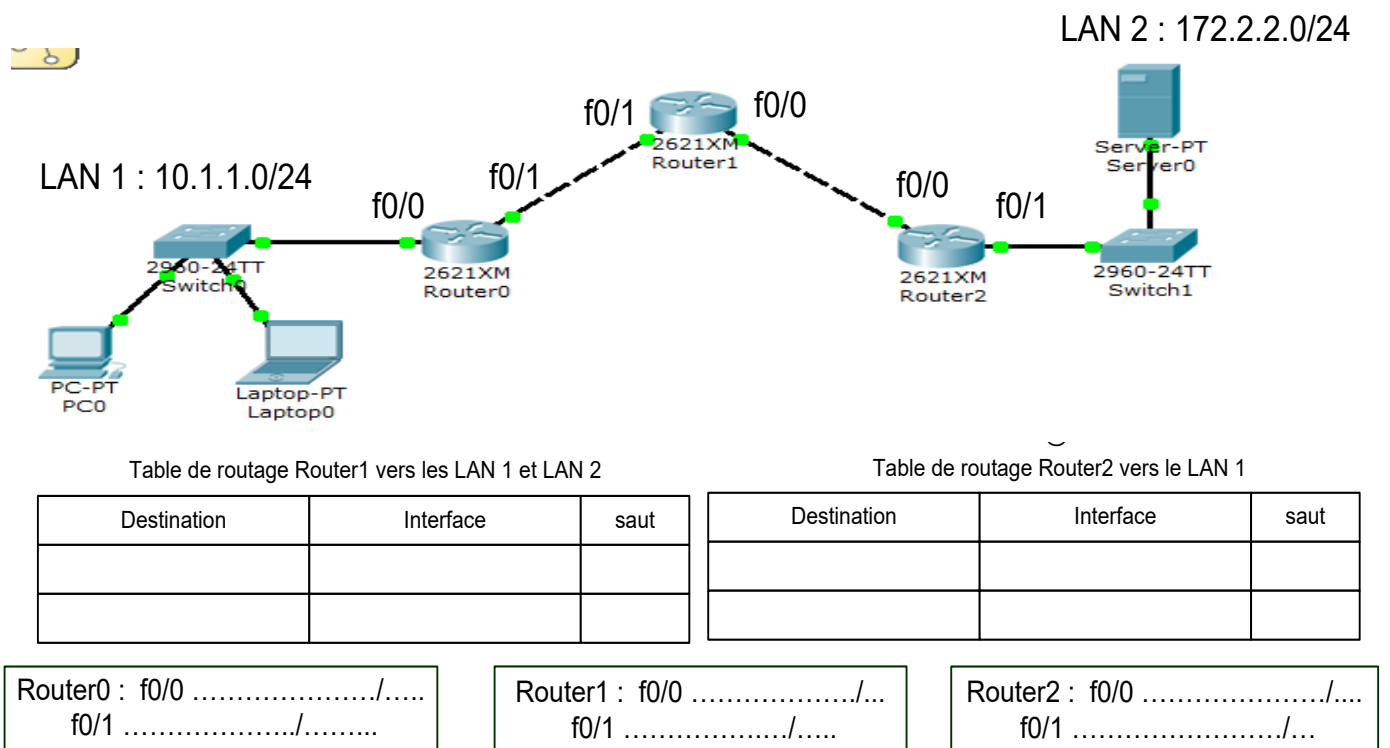 LAN 2 : 172.2.2.0/24
f0/1
f0/0
2621XM
Router1
Server-PT
Server0
LAN 1 : 10.1.1.0/24
f0/0
f0/1
f0/0
f0/1
2960-24TT
Switch0
2621XM
Router0
2621XM
Router2
2960-24TT
Switch1
PC-PT
PC0
Laptop-PT
Laptop0
Table de routage Router1 vers les LAN 1 et LAN 2
Destination Interface saut
Table de routage Router2 vers le LAN 1
Destination Interface saut
Router0 : f0/0 …………………/…..
f0/1 ………………../……...
Router1 : f0/0 ………………/...
f0/1 ………………/…..
Router2 : f0/0 …………………/....
f0/1 …………………/…